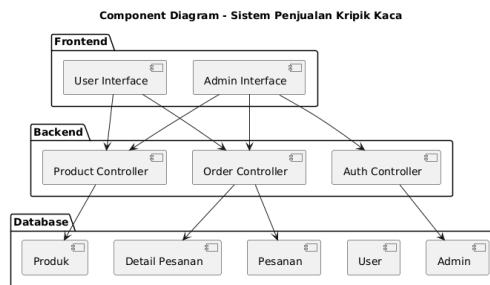 Component Diagram - Sistem Penjualan Kripik Kaca
Frontend
User Interface
Admin Interface
Backend
Product Controller
Order Controller
Auth Controller
Database
Produk
Detail Pesanan
Pesanan
User
Admin